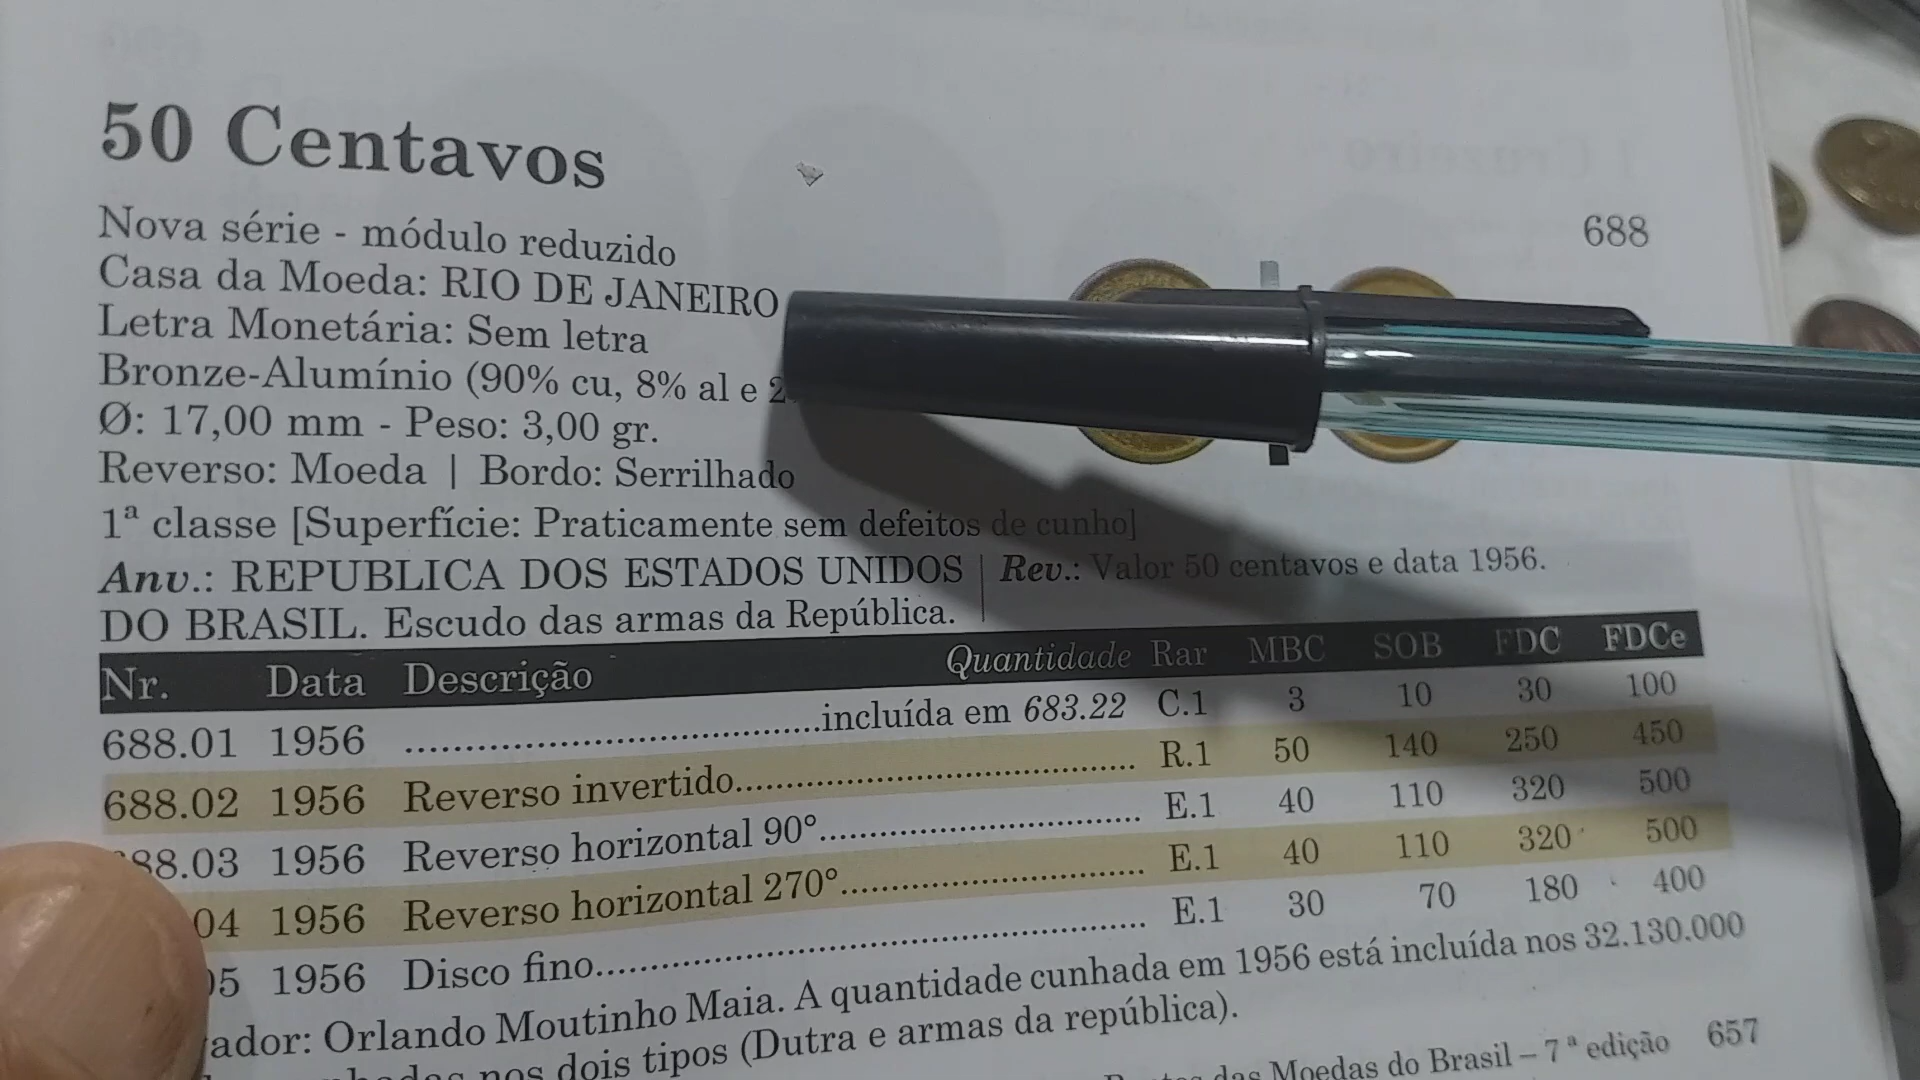 50 Centavos
688
Nova série - módulo reduzido
Casa da Moeda: RIO DE JANEIRO
Letra Monetária: Sem letra
Bronze-Alumínio (90% cu, 8% al e 2
Ø: 17,00 mm - Peso: 3,00 gr.
Reverso: Moeda | Bordo: Serrilhado
1ª classe [Superfície: Praticamente sem defeitos de cunho]
Anv.: REPUBLICA DOS ESTADOS UNIDOS | Rev.: Valor 50 centavos e data 1956.
DO BRASIL. Escudo das armas da República.
Nr. Data Descrição Quantidade Rar MBC SOB FDC FDCe
688.01 1956 ........................................incluída em 683.22 C.1 3 10 30 100
688.02 1956 Reverso invertido........................................ R.1 50 140 250 450
88.03 1956 Reverso horizontal 90°................................ E.1 40 110 320 500
04 1956 Reverso horizontal 270°.............................. E.1 40 110 320 500
05 1956 Disco fino.................................................... E.1 30 70 180 400
ador: Orlando Moutinho Maia. A quantidade cunhada em 1956 está incluída nos 32.130.000
nos dois tipos (Dutra e armas da república).
das Moedas do Brasil – 7ª edição 657